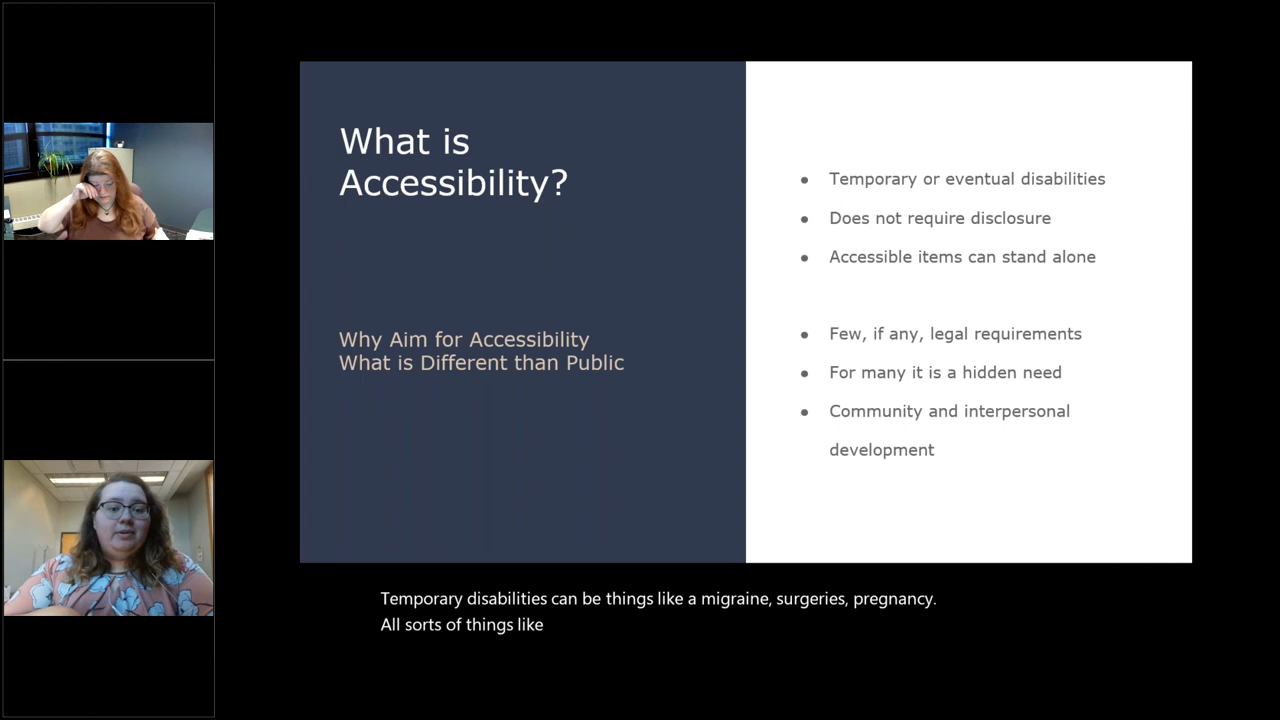 What is
Accessibility?
Why Aim for Accessibility
What is Different than Public
Temporary or eventual disabilities
Does not require disclosure
Accessible items can stand alone
Few, if any, legal requirements
For many it is a hidden need
Community and interpersonal
development
Temporary disabilities can be things like a migraine, surgeries, pregnancy.
All sorts of things like